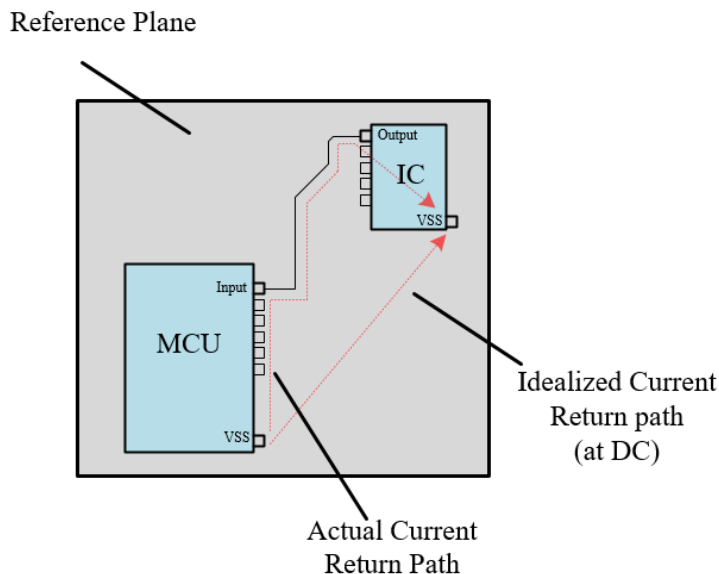 Reference Plane
Output
IC
VSS
Input
MCU
VSS
Idealized Current
Return path
(at DC)
Actual Current
Return Path